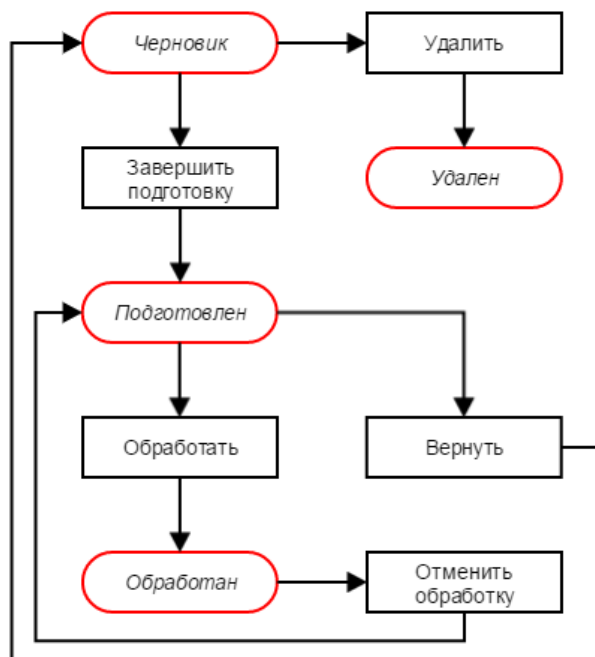 Черновик
Удалить
Завершить
подготовку
Удален
Подготовлен
Обработать
Вернуть
Обработан
Отменить
обработку